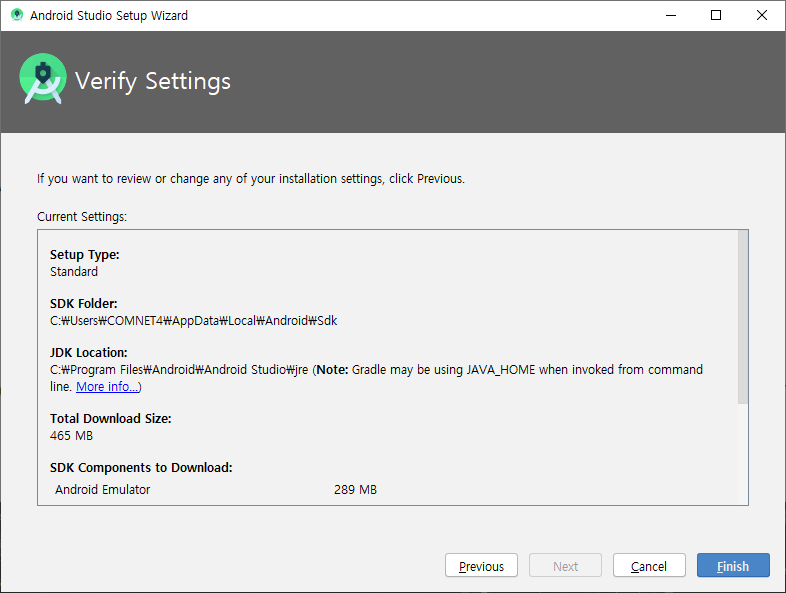 Android Studio Setup Wizard
Verify Settings
If you want to review or change any of your installation settings, click Previous.
Current Settings:
Setup Type:
Standard
SDK Folder:
C:₩Users₩COMNET4₩AppData₩Local₩Android₩Sdk
JDK Location:
C:₩Program Files₩Android₩Android Studio₩jre (Note: Gradle may be using JAVA_HOME when invoked from command
line. More info...)
Total Download Size:
465 MB
SDK Components to Download:
Android Emulator 289 MB
Previous Next Cancel Finish